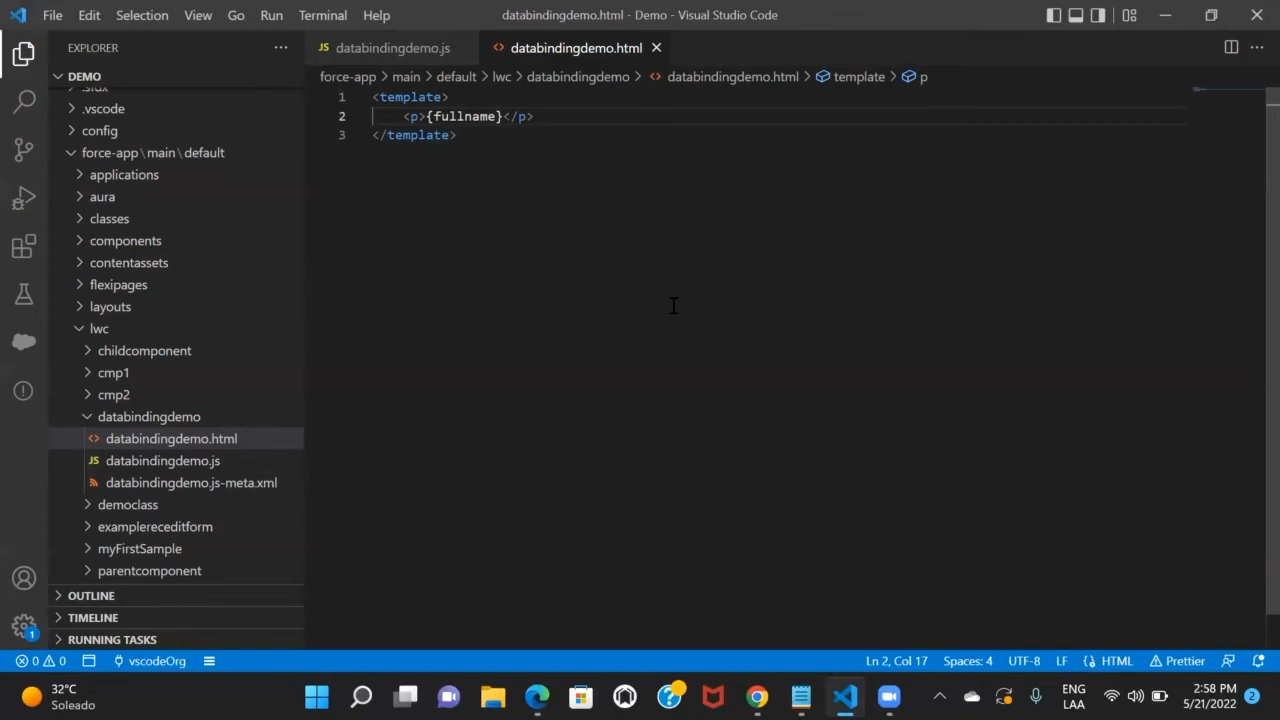 File Edit Selection View Go Run Terminal Help databindingdemo.html - Demo - Visual Studio Code
EXPLORER
DEMO
.sfdx
.vscode
config
force-app\main\default
applications
aura
classes
components
contentassets
flexipages
layouts
lwc
childcomponent
cmp1
cmp2
databindingdemo
databindingdemo.html
databindingdemo.js
databindingdemo.js-meta.xml
democlass
examplereceditform
myFirstSample
parentcomponent
OUTLINE
TIMELINE
RUNNING TASKS
JS databindingdemo.js databindingdemo.html
force-app > main > default > lwc > databindingdemo > databindingdemo.html > template > p
1 <template>
2 <p>{fullname}</p>
3 </template>
0 0 vscodeOrg Ln 2, Col 17 Spaces: 4 UTF-8 LF HTML Prettier
32°C
Soleado
ENG
LAA
2:58 PM
5/21/2022
2